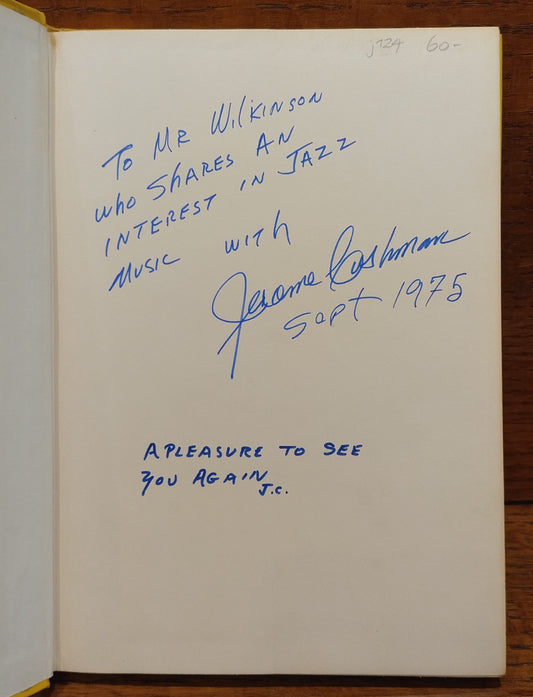 j124 60-
To MR WilKINSON
who SHARES AN
INTEREST IN JAZZ
MUSIC WITH
Jerome Cushman
Sept 1975
A PLEASURE TO SEE
YOU AGAIN
J.C.